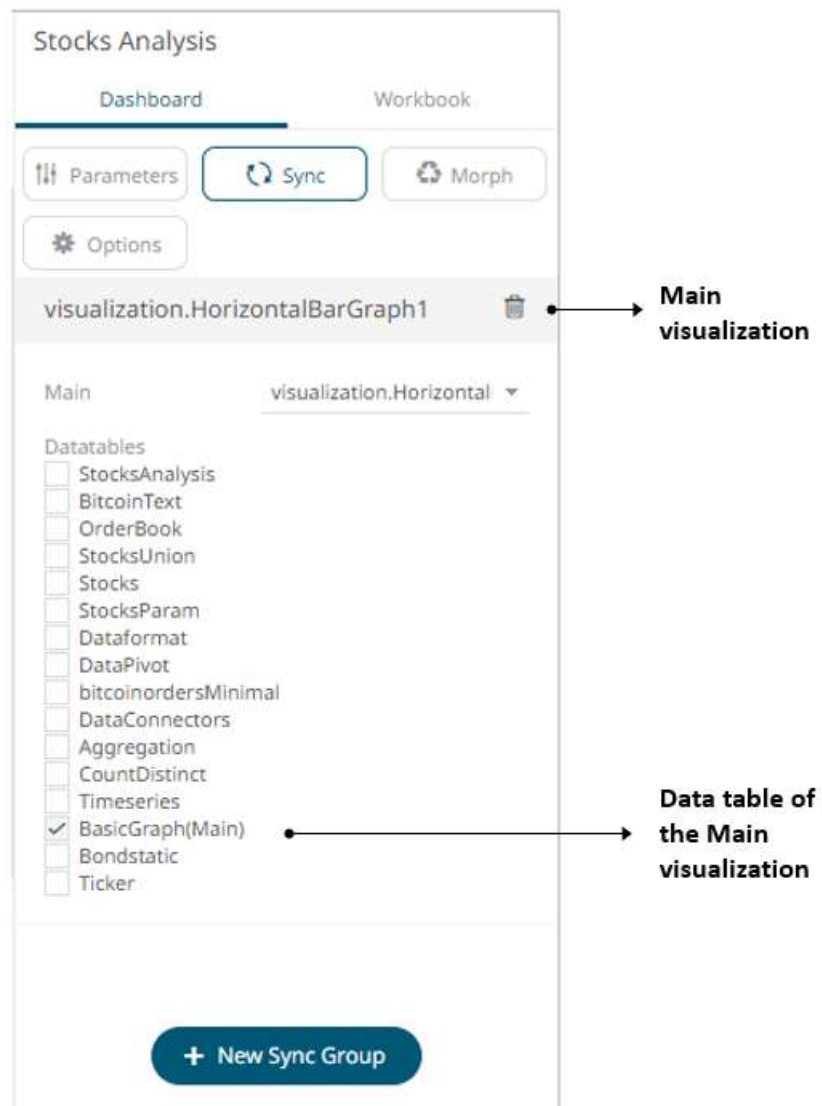 Stocks Analysis
Dashboard Workbook
Parameters Sync Morph
Options
visualization.HorizontalBarGraph1
Main
visualization
Main visualization.Horizontal
Datatables
StocksAnalysis
BitcoinText
OrderBook
StocksUnion
Stocks
StocksParam
Dataformat
DataPivot
bitcoinordersMinimal
DataConnectors
Aggregation
CountDistinct
Timeseries
BasicGraph(Main)
Bondstatic
Ticker
Data table of
the Main
visualization
+ New Sync Group